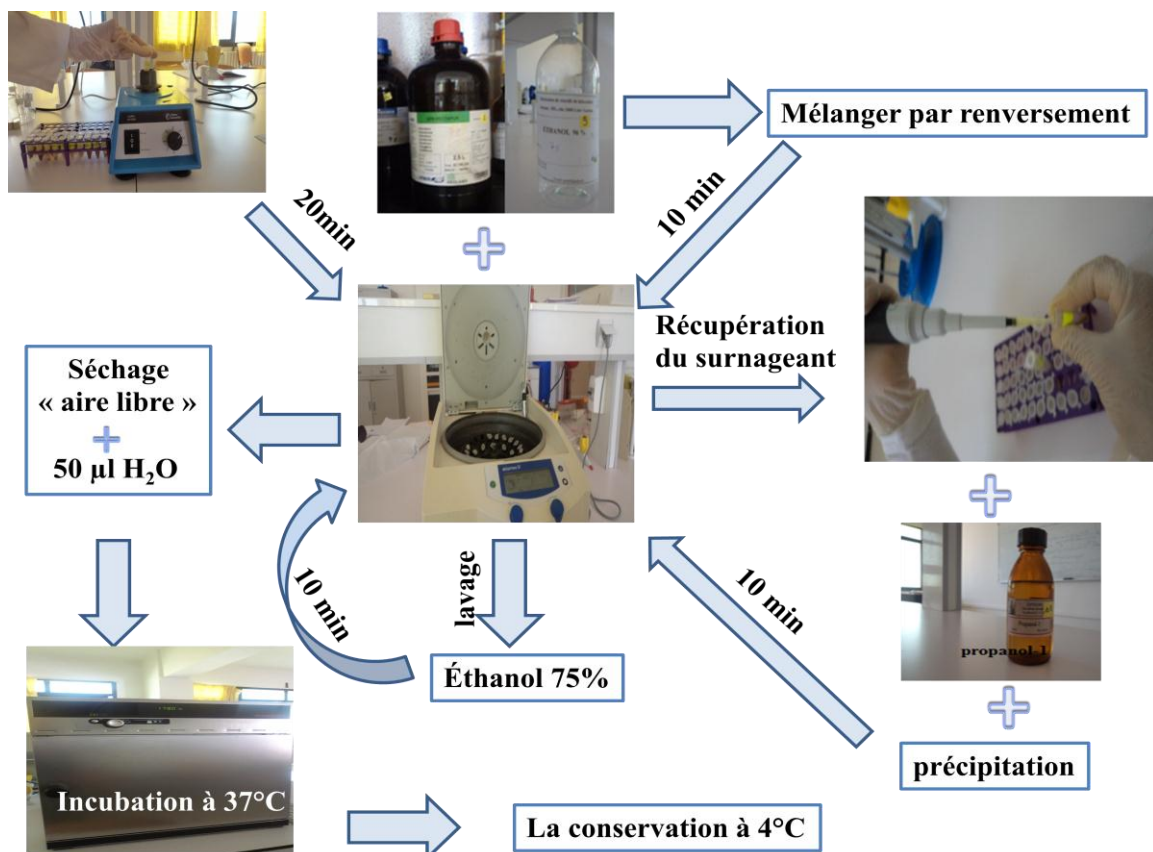 Mélanger par renversement
20min
10 min
ÉTHANOL 96 %
Récupération
du surnageant
Séchage
« aire libre »
+
50 µl H₂O
10 min
lavage
10 min
propanol-1
Éthanol 75%
précipitation
Incubation à 37°C
La conservation à 4°C